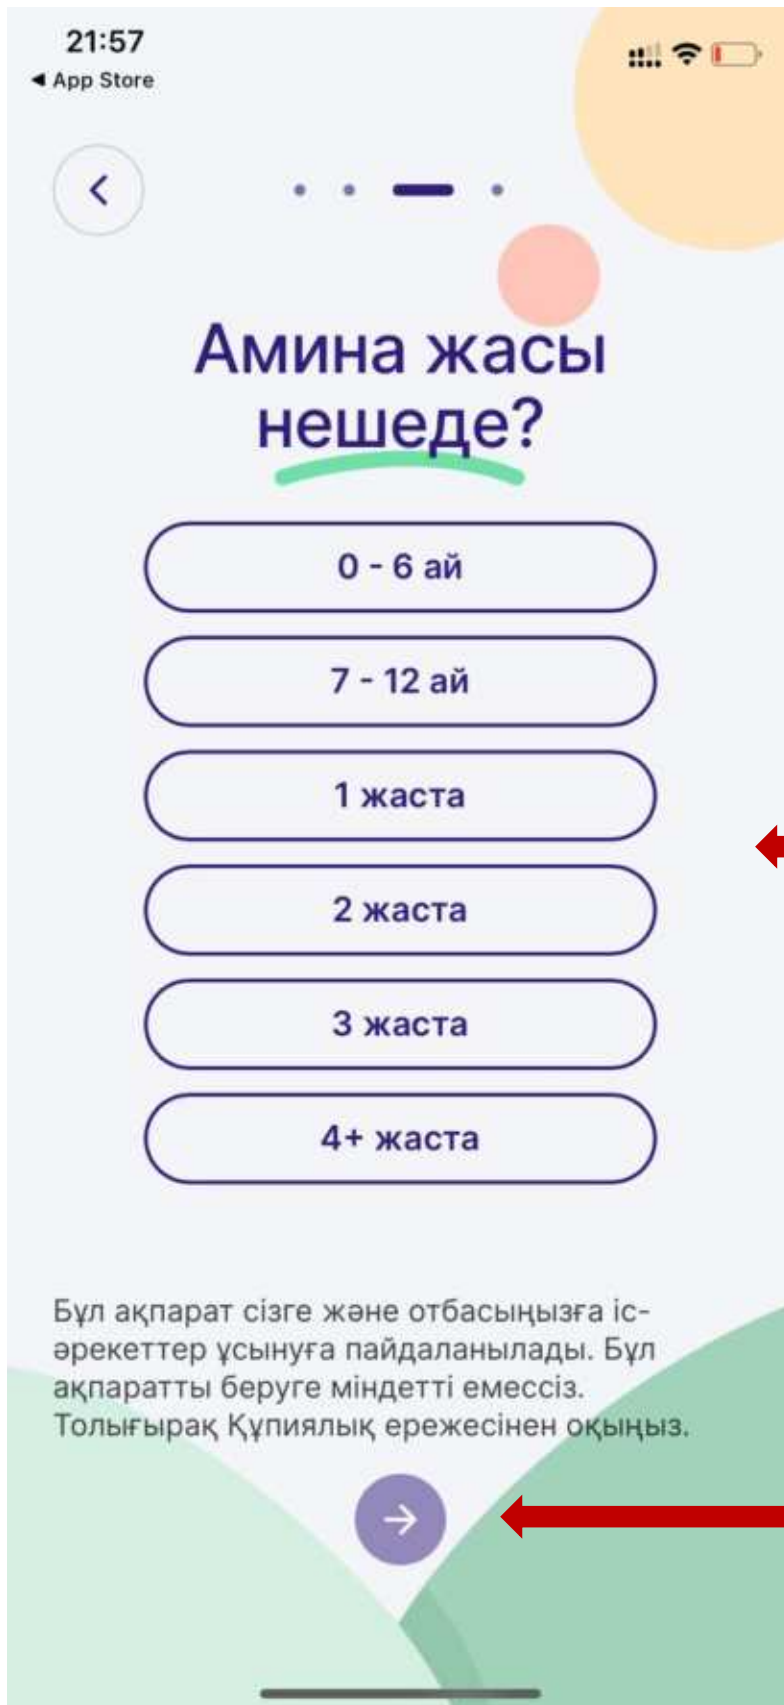 21:57
◀ App Store
Амина жасы
нешеде?
0 - 6 ай
7 - 12 ай
1 жаста
2 жаста
3 жаста
4+ жаста
Бұл ақпарат сізге және отбасыңызға іс-
әрекеттер ұсынуға пайдаланылады. Бұл
ақпаратты беруге міндетті емессіз.
Толығырақ Құпиялық ережесінен оқыңыз.